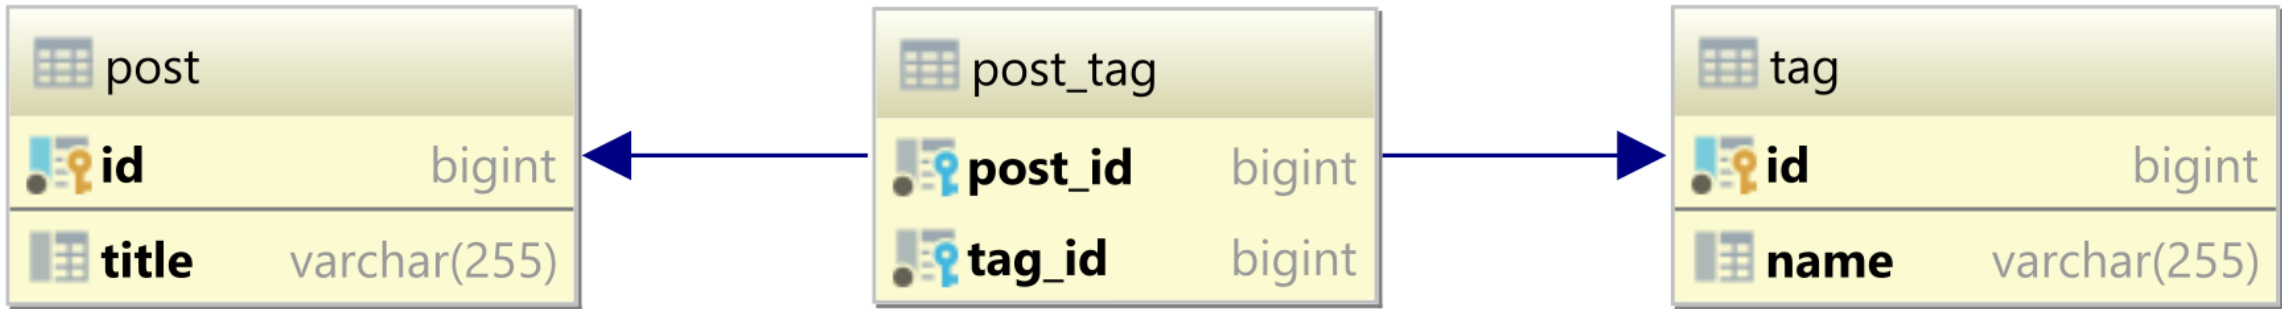 post
id bigint
title varchar(255)
post_tag
post_id bigint
tag_id bigint
tag
id bigint
name varchar(255)